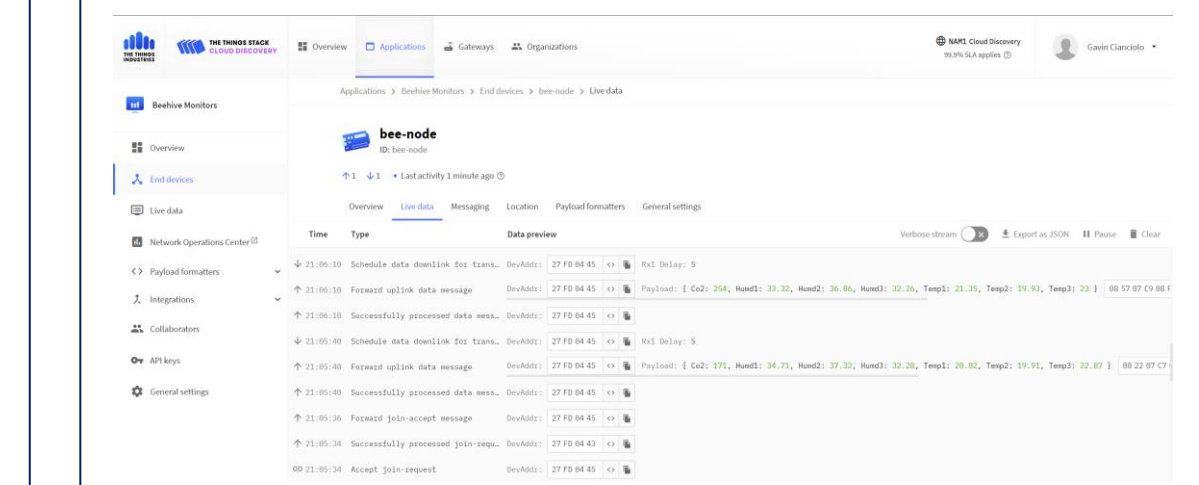 THE THINGS INDUSTRIES
THE THINGS STACK
CLOUD DISCOVERY
Overview
Applications
Gateways
Organizations
NAM1 Cloud Discovery
99.9% SLA applies
Gavin Cianciolo
Beehive Monitors
Overview
End devices
Live data
Network Operations Center
Payload formatters
Integrations
Collaborators
API keys
General settings
Applications > Beehive Monitors > End devices > bee-node > Live data
bee-node
ID: bee-node
↑1 ↓1 • Last activity 1 minute ago
Overview Live data Messaging Location Payload formatters General settings
Time Type Data preview Verbose stream Export as JSON Pause Clear
↓ 21:06:10 Schedule data downlink for trans… DevAddr: 27 FD 04 45 <> Rx1 Delay: 5
↑ 21:06:10 Forward uplink data message DevAddr: 27 FD 04 45 <> Payload: { Co2: 254, Humd1: 33.32, Humd2: 36.86, Humd3: 32.26, Temp1: 21.35, Temp2: 19.93, Temp3: 23 } 08 57 07 C9 08
↑ 21:06:10 Successfully processed data mess… DevAddr: 27 FD 04 45 <>
↓ 21:05:40 Schedule data downlink for trans… DevAddr: 27 FD 04 45 <> Rx1 Delay: 5
↑ 21:05:40 Forward uplink data message DevAddr: 27 FD 04 45 <> Payload: { Co2: 171, Humd1: 34.71, Humd2: 37.32, Humd3: 32.28, Temp1: 20.82, Temp2: 19.91, Temp3: 22.87 } 08 22 07 C7
↑ 21:05:40 Successfully processed data mess… DevAddr: 27 FD 04 45 <>
↑ 21:05:36 Forward join-accept message DevAddr: 27 FD 04 45 <>
↑ 21:05:34 Successfully processed join-requ… DevAddr: 27 FD 04 43 <>
21:05:34 Accept join-request DevAddr: 27 FD 04 45 <>